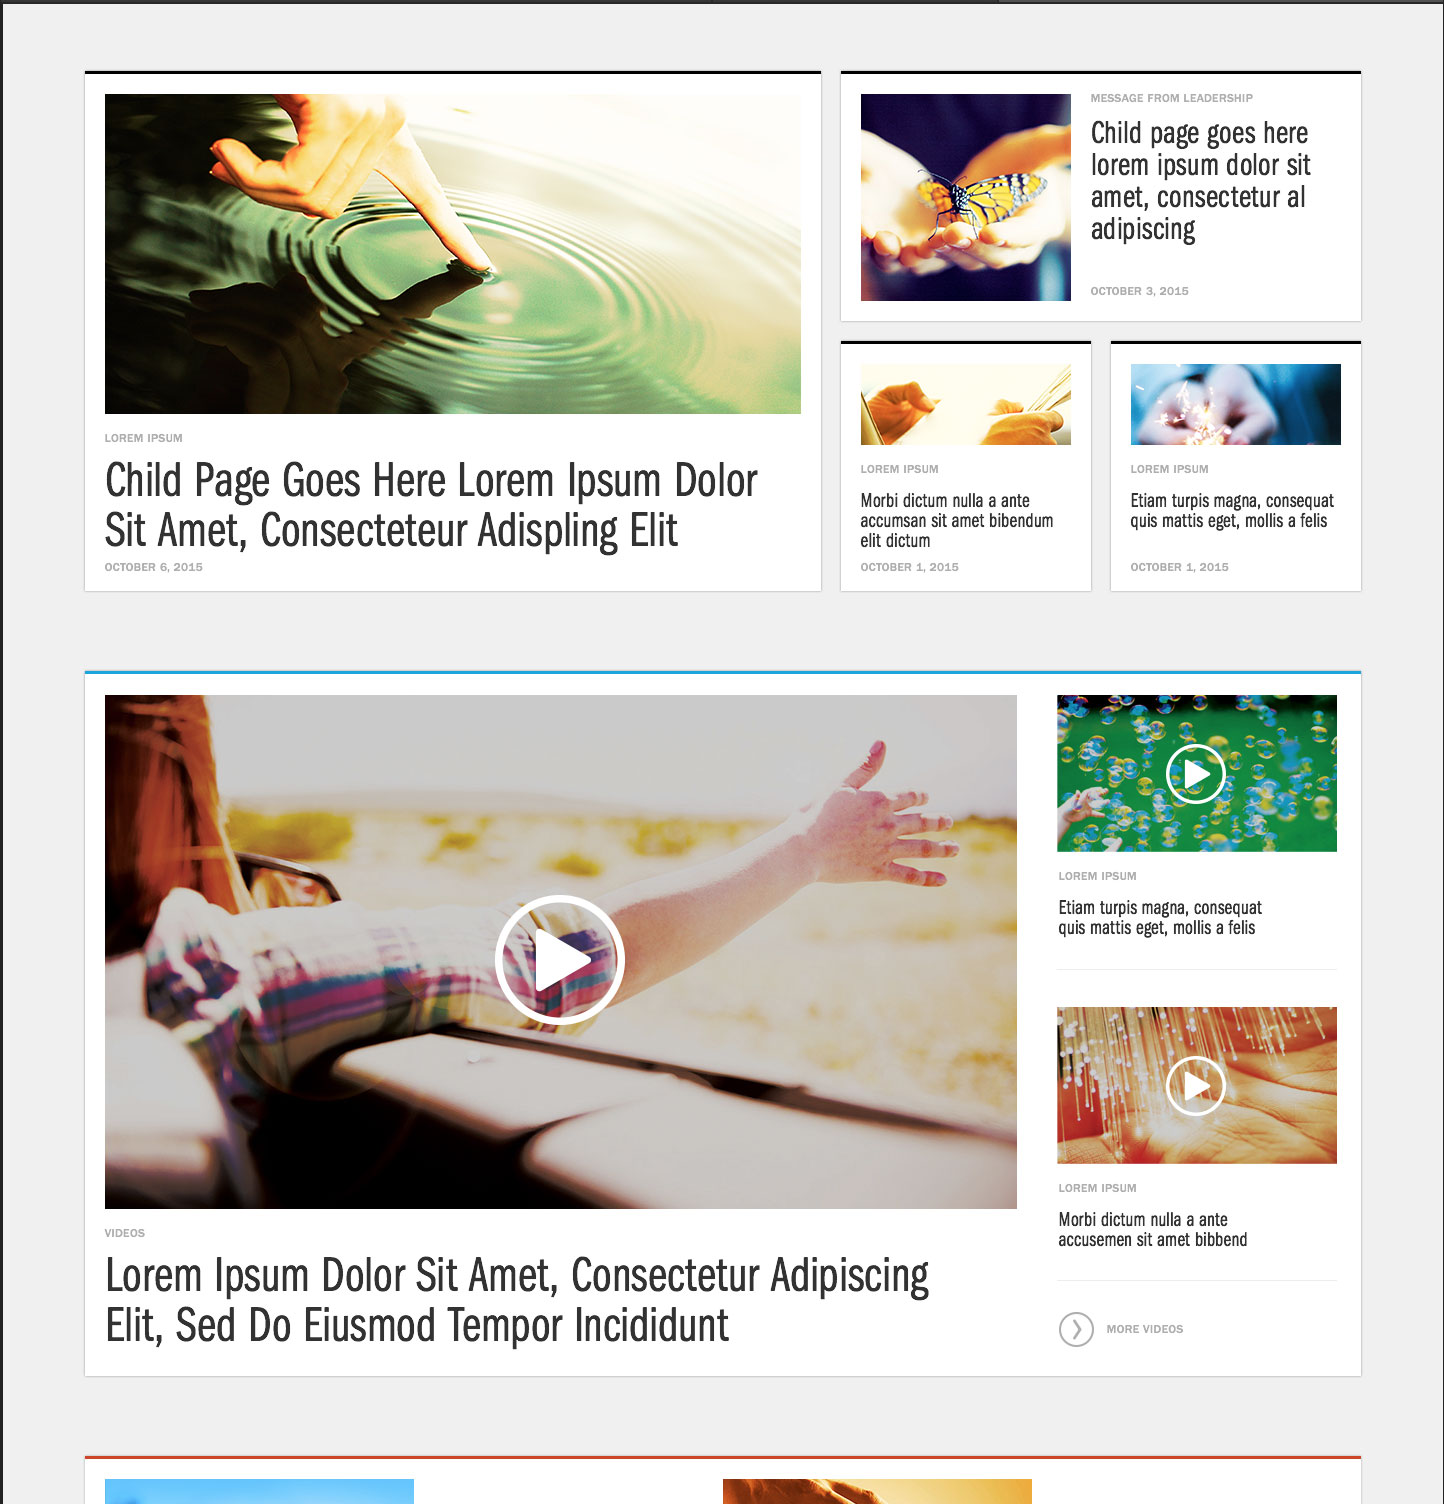 LOREM IPSUM
Child Page Goes Here Lorem Ipsum Dolor
Sit Amet, Consecteteur Adispling Elit
OCTOBER 6, 2015
MESSAGE FROM LEADERSHIP
Child page goes here
lorem ipsum dolor sit
amet, consectetur al
adipiscing
OCTOBER 3, 2015
LOREM IPSUM
Morbi dictum nulla a ante
accumsan sit amet bibendum
elit dictum
OCTOBER 1, 2015
LOREM IPSUM
Etiam turpis magna, consequat
quis mattis eget, mollis a felis
OCTOBER 1, 2015
VIDEOS
Lorem Ipsum Dolor Sit Amet, Consectetur Adipiscing
Elit, Sed Do Eiusmod Tempor Incididunt
LOREM IPSUM
Etiam turpis magna, consequat
quis mattis eget, mollis a felis
LOREM IPSUM
Morbi dictum nulla a ante
accusemen sit amet bibbend
MORE VIDEOS